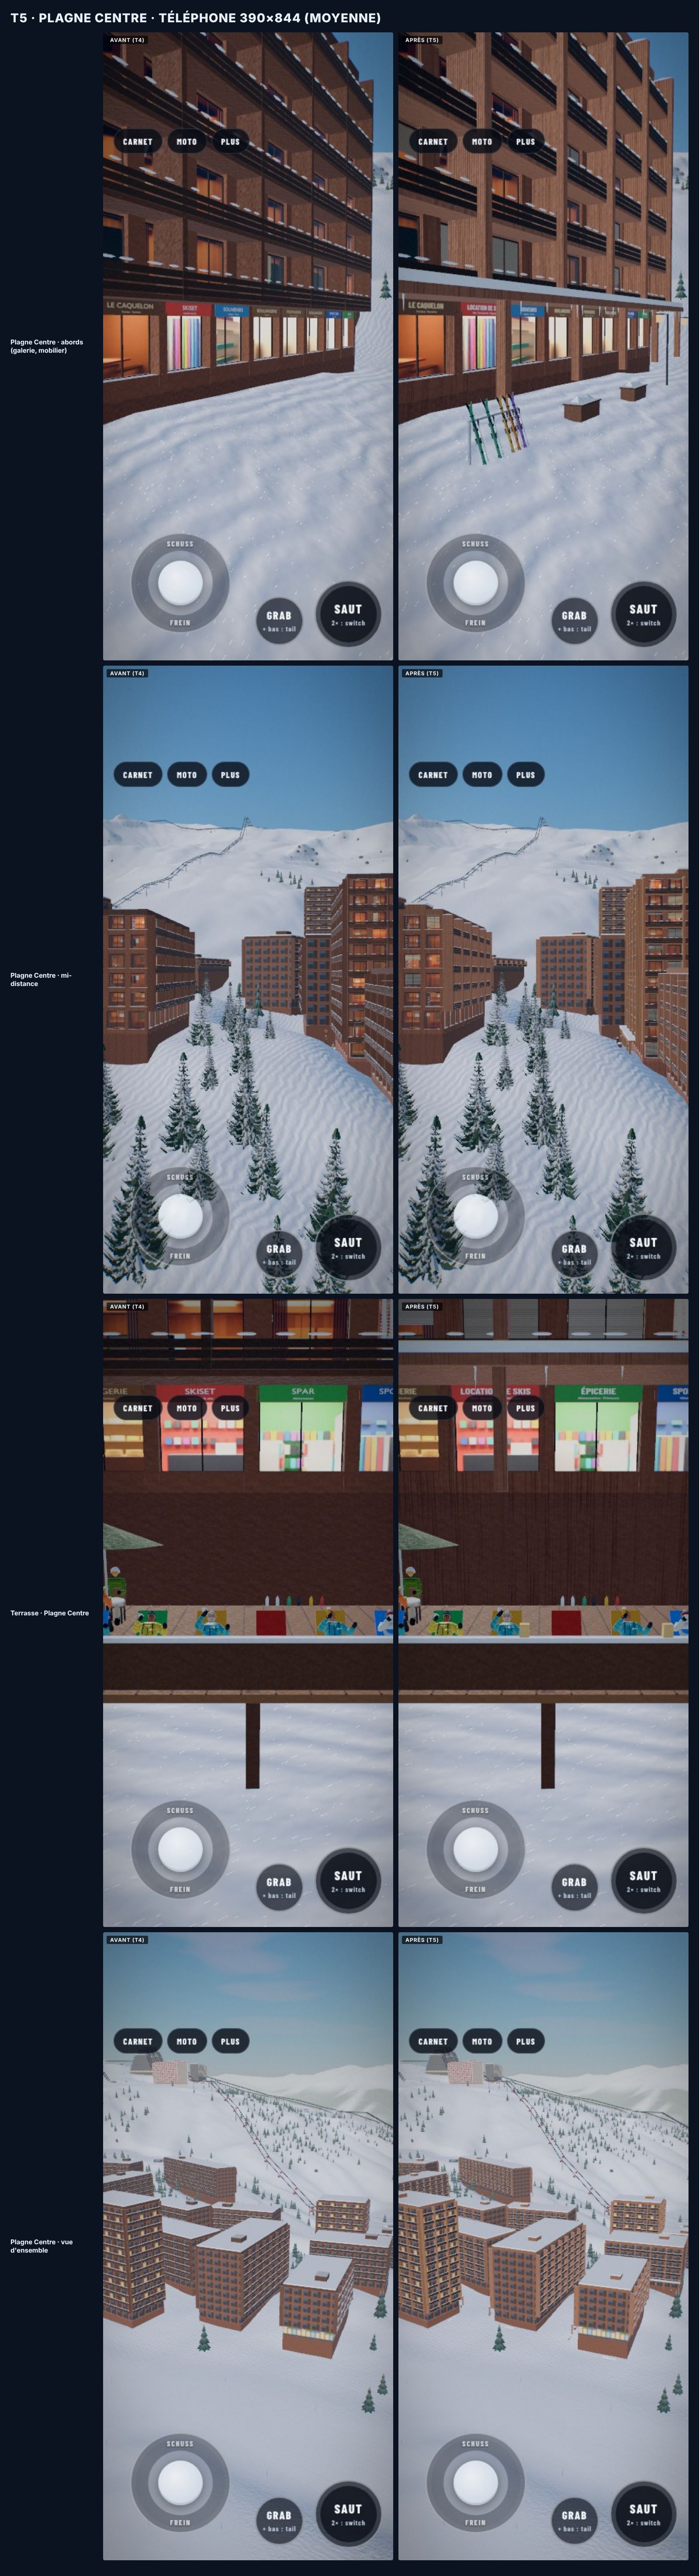 T5 · PLAGNE CENTRE · TÉLÉPHONE 390×844 (MOYENNE)
Plagne Centre · abords
(galerie, mobilier)
AVANT (T4)
CARNET MOTO PLUS
LE CAQUELON SKISET SOUVENIRS
SCHUSS
FREIN
GRAB
+ bas : tail
SAUT
2× : switch
APRÈS (T5)
CARNET MOTO PLUS
LE CAQUELON LOCATION DE
SCHUSS
FREIN
GRAB
+ bas : tail
SAUT
2× : switch
Plagne Centre · mi-
distance
AVANT (T4)
CARNET MOTO PLUS
SCHUSS
FREIN
GRAB
+ bas : tail
SAUT
2× : switch
APRÈS (T5)
CARNET MOTO PLUS
SCHUSS
FREIN
GRAB
+ bas : tail
SAUT
2× : switch
Terrasse · Plagne Centre
AVANT (T4)
GERIE SKISET SPAR SPO
CARNET MOTO PLUS
SCHUSS
FREIN
GRAB
+ bas : tail
SAUT
2× : switch
APRÈS (T5)
ERIE LOCATIO E SKIS ÉPICERIE SPO
CARNET MOTO PLUS
SCHUSS
FREIN
GRAB
+ bas : tail
SAUT
2× : switch
Plagne Centre · vue
d'ensemble
AVANT (T4)
CARNET MOTO PLUS
SCHUSS
FREIN
GRAB
+ bas : tail
SAUT
2× : switch
APRÈS (T5)
CARNET MOTO PLUS
SCHUSS
FREIN
GRAB
+ bas : tail
SAUT
2× : switch